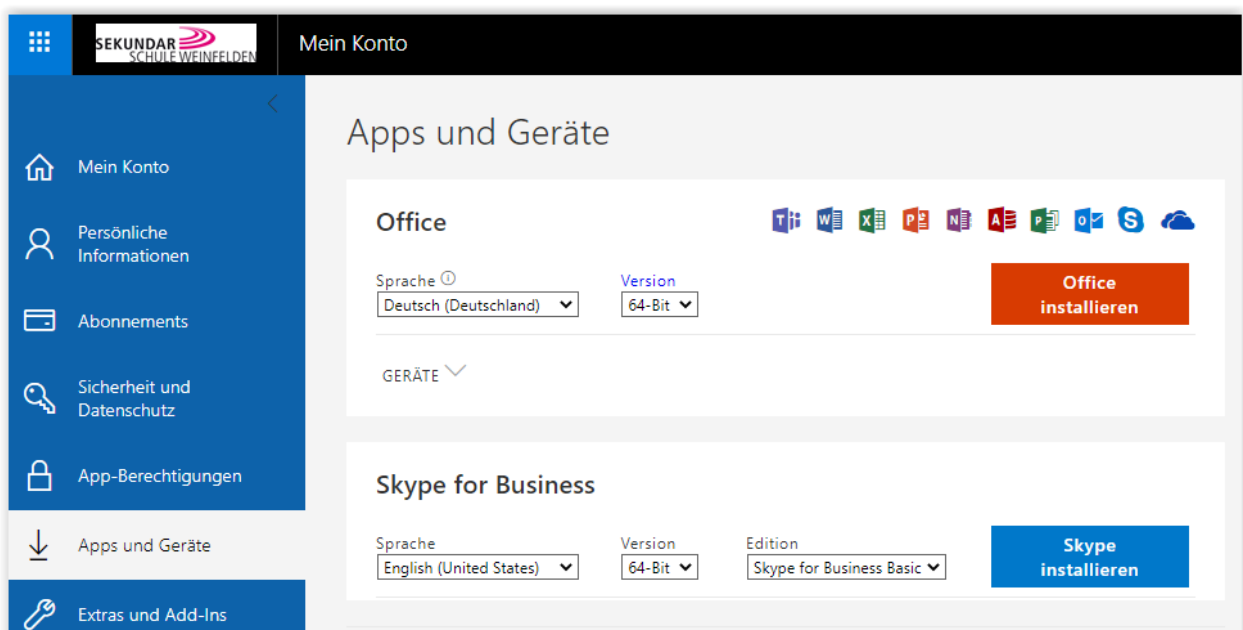 SEKUNDAR
SCHULE WEINFELDEN
Mein Konto
Mein Konto
Persönliche
Informationen
Abonnements
Sicherheit und
Datenschutz
App-Berechtigungen
Apps und Geräte
Extras und Add-Ins
Apps und Geräte
Office
Sprache
Version
Deutsch (Deutschland)
64-Bit
Office
installieren
GERÄTE
Skype for Business
Sprache
Version
Edition
English (United States)
64-Bit
Skype for Business Basic
Skype
installieren